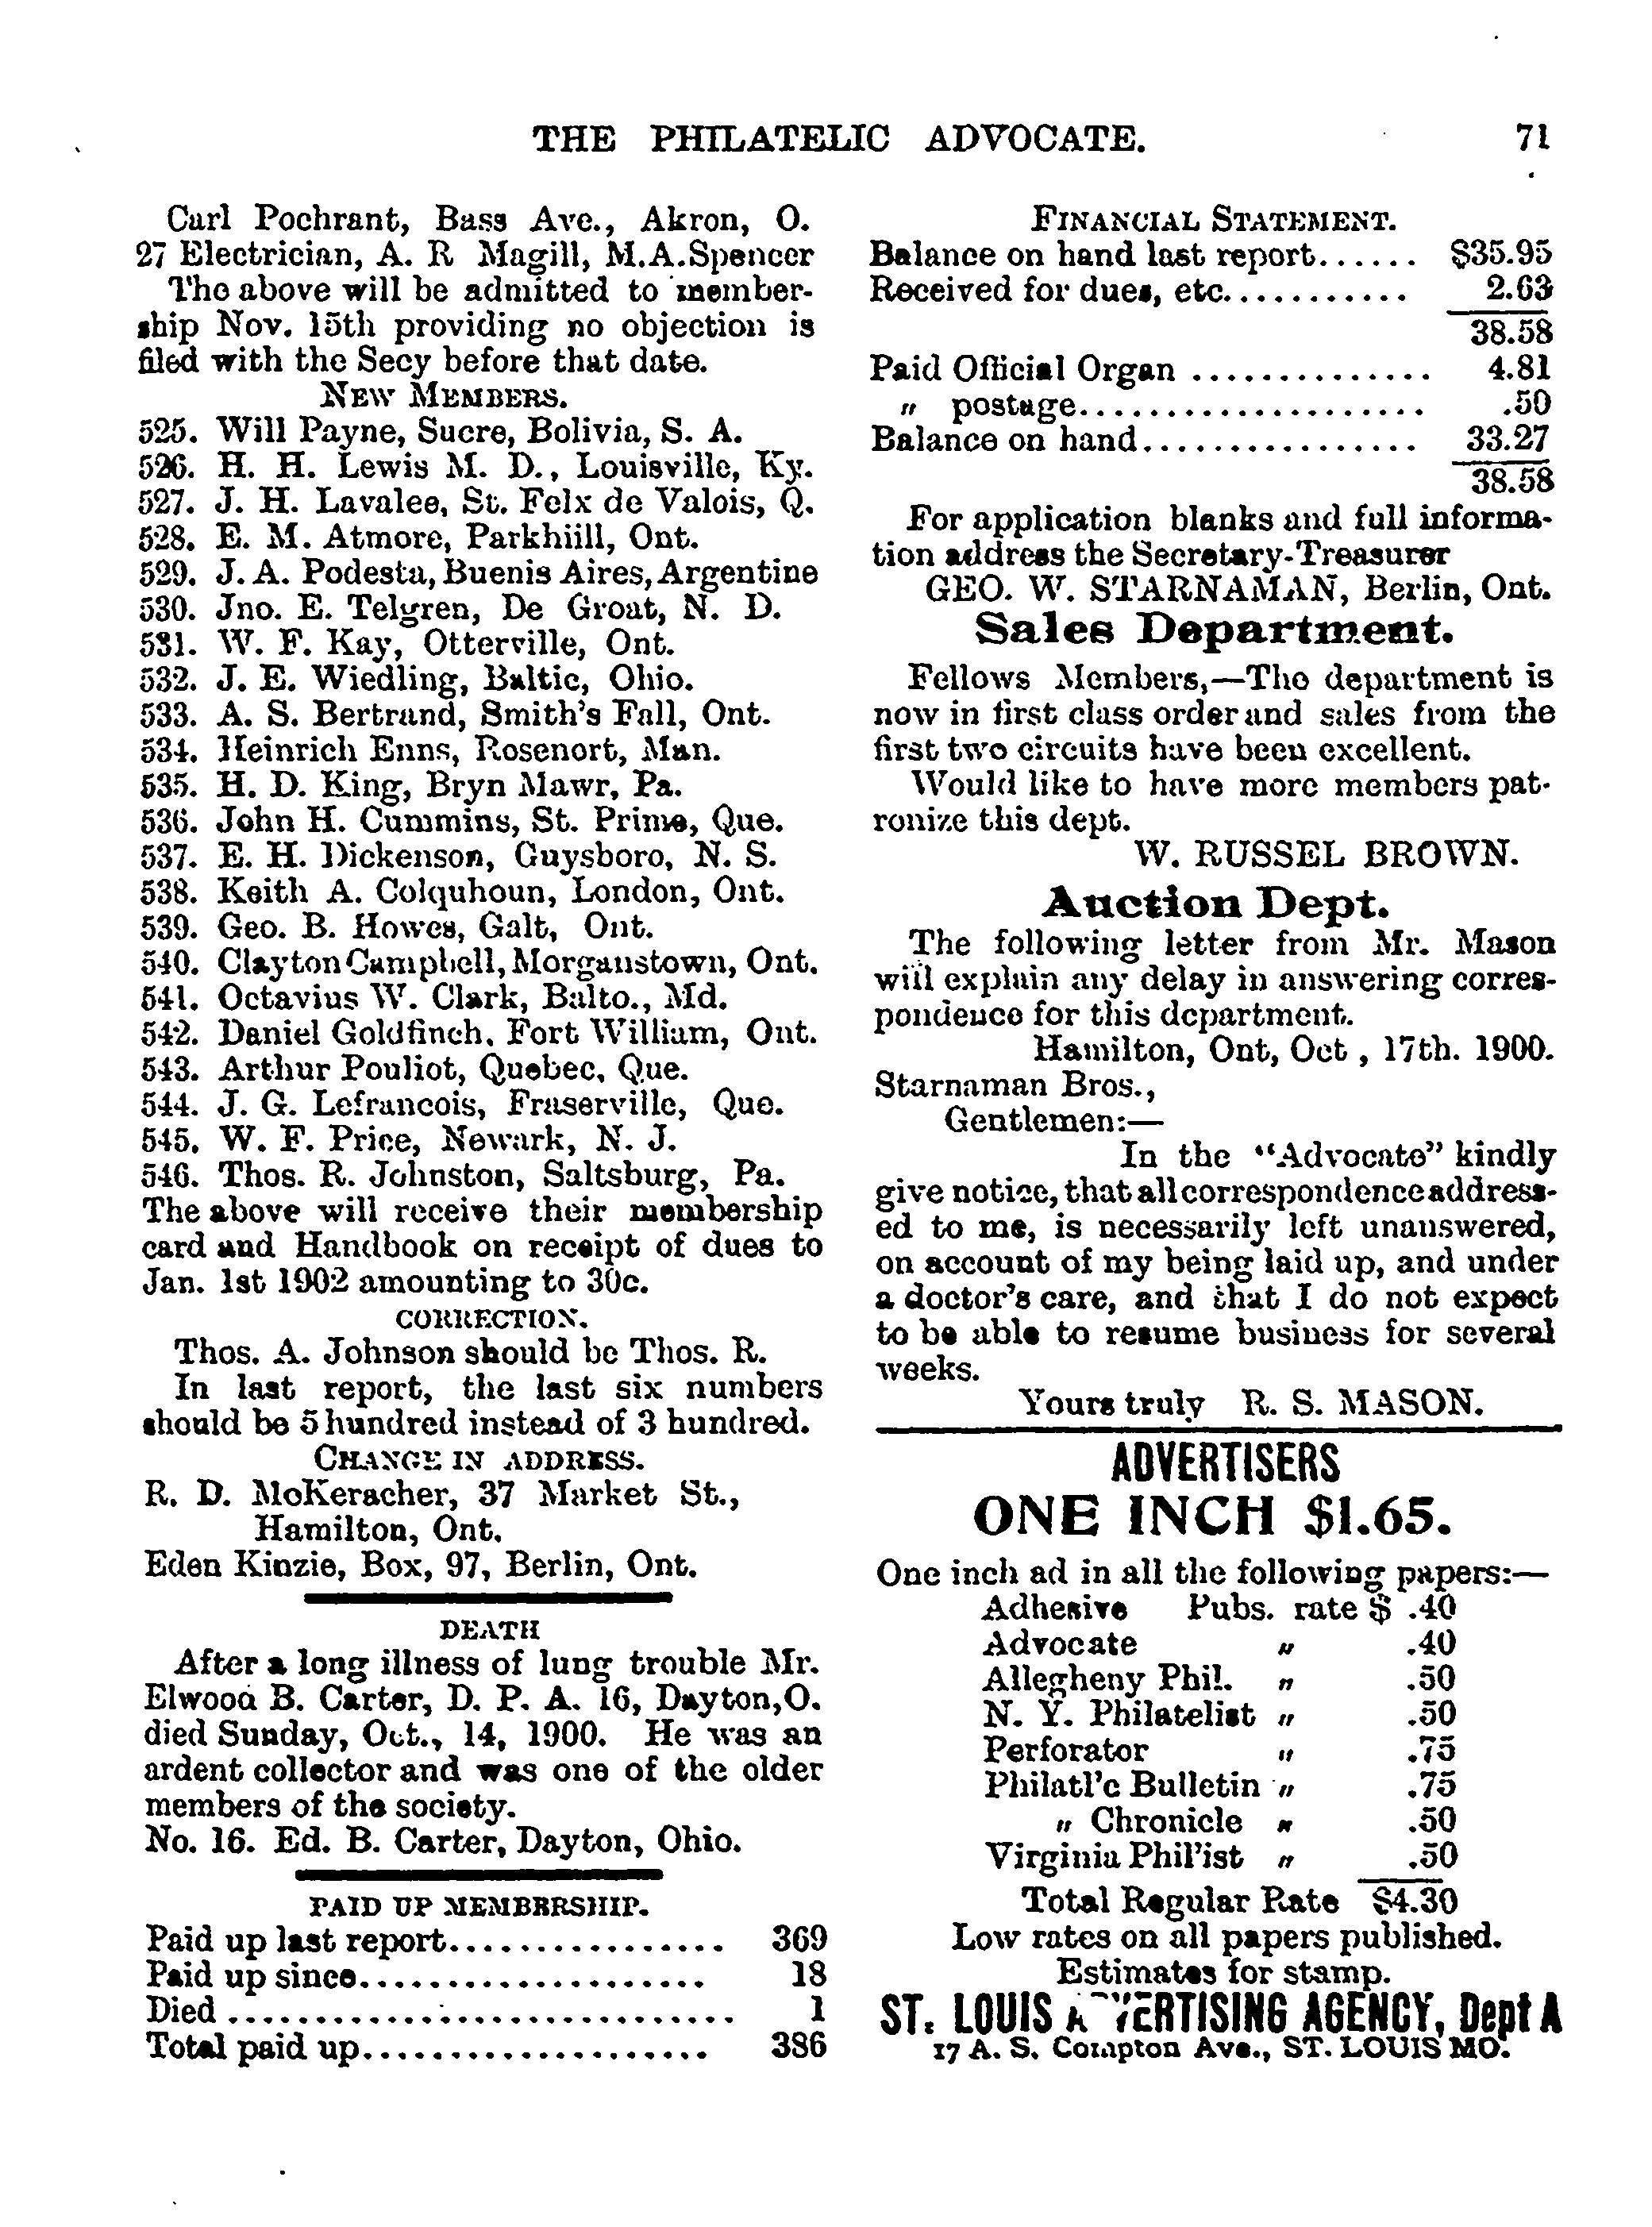 THE PHILATELIC ADVOCATE. 71
Carl Pochrant, Bass Ave., Akron, O.
27 Electrician, A. R Magill, M.A.Spencer
The above will be admitted to member-
ship Nov. 15th providing no objection is
filed with the Secy before that date.
NEW MEMBERS.
525. Will Payne, Sucre, Bolivia, S. A.
526. H. H. Lewis M. D., Louisville, Ky.
527. J. H. Lavalee, St. Felx de Valois, Q.
528. E. M. Atmore, Parkhiill, Ont.
529. J. A. Podesta, Buenis Aires, Argentine
530. Jno. E. Telgren, De Groat, N. D.
531. W. F. Kay, Otterville, Ont.
532. J. E. Wiedling, Baltic, Ohio.
533. A. S. Bertrand, Smith's Fall, Ont.
534. Heinrich Enns, Rosenort, Man.
535. H. D. King, Bryn Mawr, Pa.
536. John H. Cummins, St. Prime, Que.
537. E. H. Dickenson, Guysboro, N. S.
538. Keith A. Colquhoun, London, Ont.
539. Geo. B. Howes, Galt, Ont.
540. Clayton Campbell, Morganstown, Ont.
541. Octavius W. Clark, Balto., Md.
542. Daniel Goldfinch, Fort William, Ont.
543. Arthur Pouliot, Quebec, Que.
544. J. G. Lefrancois, Fraserville, Que.
545. W. F. Price, Newark, N. J.
546. Thos. R. Johnston, Saltsburg, Pa.
The above will receive their membership
card and Handbook on receipt of dues to
Jan. 1st 1902 amounting to 30c.
CORRECTION.
Thos. A. Johnson should be Thos. R.
In last report, the last six numbers
should be 5 hundred instead of 3 hundred.
CHANGE IN ADDRESS.
R. D. McKeracher, 37 Market St.,
Hamilton, Ont.
Eden Kinzie, Box, 97, Berlin, Ont.
DEATH
After a long illness of lung trouble Mr.
Elwood B. Carter, D. P. A. 16, Dayton,O.
died Sunday, Oct., 14, 1900. He was an
ardent collector and was one of the older
members of the society.
No. 16. Ed. B. Carter, Dayton, Ohio.
PAID UP MEMBERSHIP.
Paid up last report................ 369
Paid up since.................... 18
Died ............................. 1
Total paid up.................... 386
FINANCIAL STATEMENT.
Balance on hand last report...... $35.95
Received for dues, etc........... 2.63
38.58
Paid Official Organ .............. 4.81
" postage.................... .50
Balance on hand................ 33.27
38.58
For application blanks and full informa-
tion address the Secretary-Treasurer
GEO. W. STARNAMAN, Berlin, Ont.
Sales Department.
Fellows Members,—The department is
now in first class order and sales from the
first two circuits have been excellent.
Would like to have more members pat-
ronize this dept.
W. RUSSEL BROWN.
Auction Dept.
The following letter from Mr. Mason
will explain any delay in answering corres-
pondence for this department.
Hamilton, Ont, Oct , 17th. 1900.
Starnaman Bros.,
Gentlemen:—
In the "Advocate" kindly
give notice, that all correspondence address-
ed to me, is necessarily left unanswered,
on account of my being laid up, and under
a doctor's care, and that I do not expect
to be able to resume business for several
weeks.
Yours truly R. S. MASON.
ADVERTISERS
ONE INCH $1.65.
One inch ad in all the following papers:—
Adhesive Pubs. rate $ .40
Advocate " .40
Allegheny Phil. " .50
N. Y. Philatelist " .50
Perforator " .75
Philatl'c Bulletin " .75
" Chronicle " .50
Virginia Phil'ist " .50
Total Regular Rate $4.30
Low rates on all papers published.
Estimates for stamp.
ST. LOUIS ADVERTISING AGENCY, Dept A
17 A. S. Compton Ave., ST. LOUIS MO.